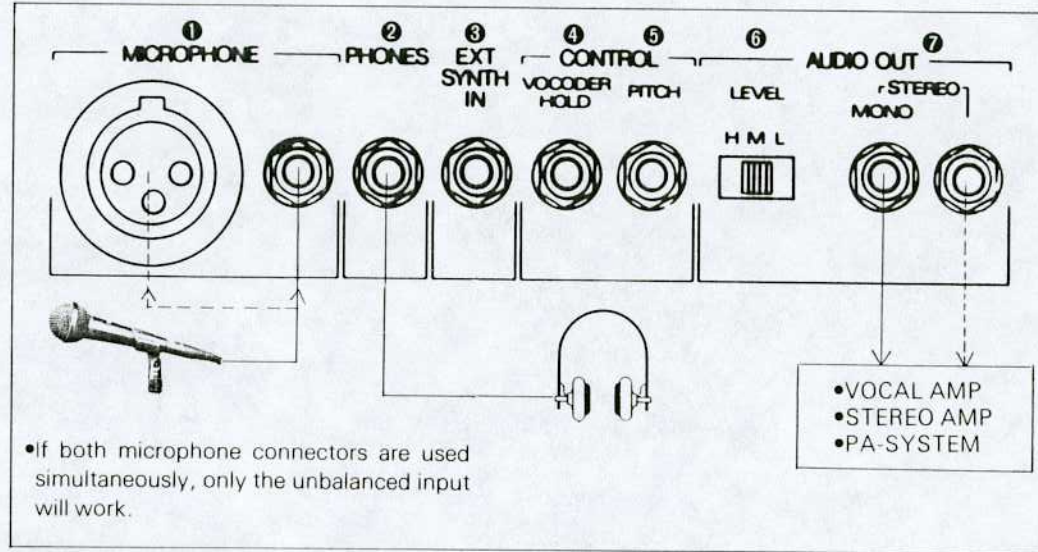 ❶ ❷ ❸ ❹ ❺ ❻ ❼
MICROPHONE PHONES EXT SYNTH IN CONTROL AUDIO OUT
VOCODER HOLD PITCH LEVEL STEREO
MONO
H M L
•VOCAL AMP
•STEREO AMP
•PA-SYSTEM
•If both microphone connectors are used
simultaneously, only the unbalanced input
will work.